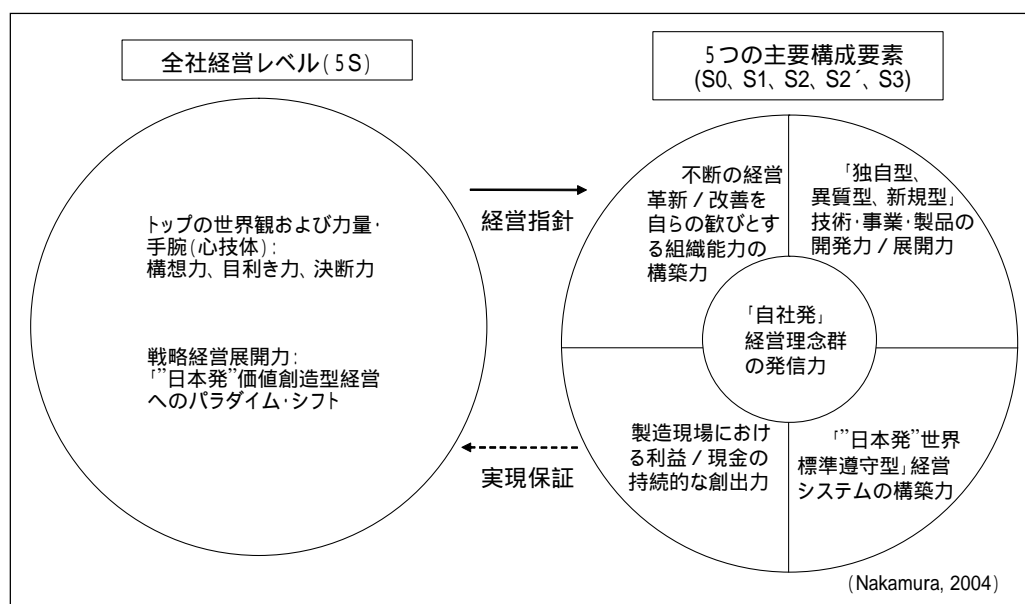 全社経営レベル(5S)
5つの主要構成要素
(S0、S1、S2、S2´、S3)
トップの世界観および力量・
手腕(心技体):
構想力、目利き力、決断力
戦略経営展開力:
「”日本発”価値創造型経営
へのパラダイム・シフト
経営指針
実現保証
不断の経営
革新/改善を
自らの歓びとす
る組織能力の
構築力
「独自型、
異質型、新規型」
技術・事業・製品の
開発力/展開力
「自社発」
経営理念群
の発信力
製造現場におけ
る利益/現金の
持続的な創出力
「”日本発”世界
標準遵守型」経営
システムの構築力
(Nakamura, 2004)